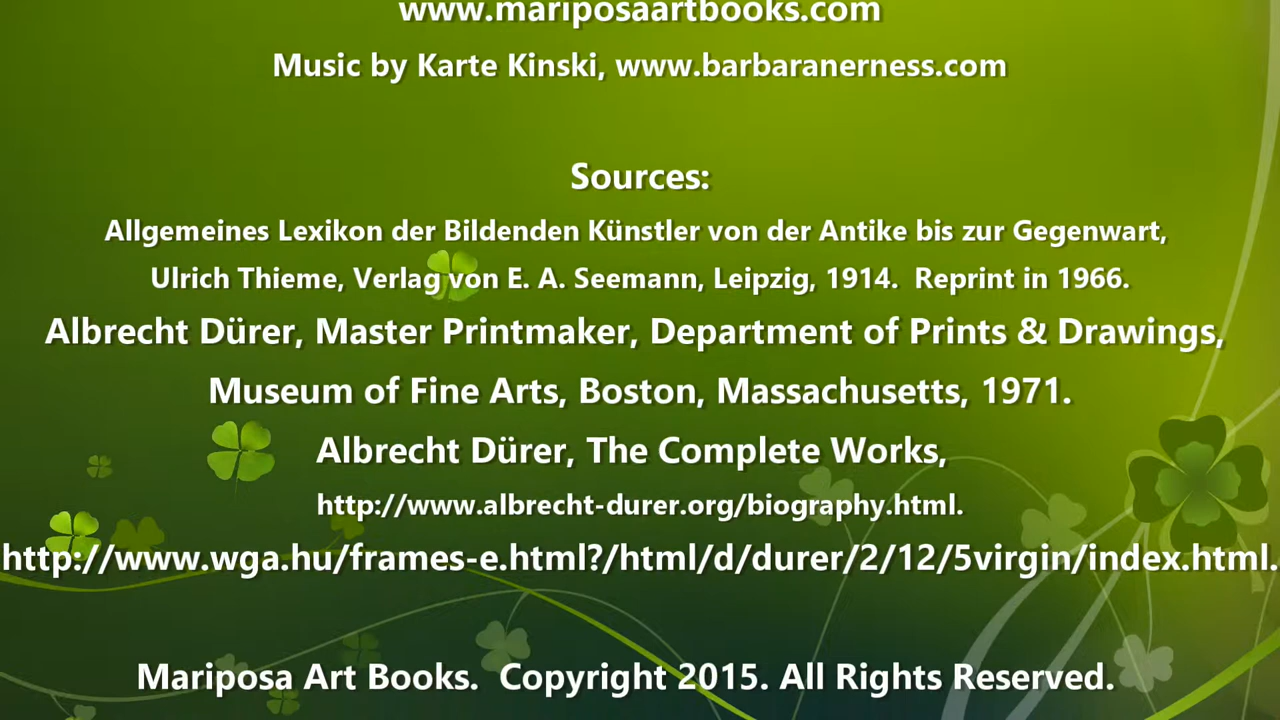 www.mariposaartbooks.com
Music by Karte Kinski, www.barbaranerness.com
Sources:
Allgemeines Lexikon der Bildenden Künstler von der Antike bis zur Gegenwart,
Ulrich Thieme, Verlag von E. A. Seemann, Leipzig, 1914.  Reprint in 1966.
Albrecht Dürer, Master Printmaker, Department of Prints & Drawings,
Museum of Fine Arts, Boston, Massachusetts, 1971.
Albrecht Dürer, The Complete Works,
http://www.albrecht-durer.org/biography.html.
http://www.wga.hu/frames-e.html?/html/d/durer/2/12/5virgin/index.html.
Mariposa Art Books.  Copyright 2015. All Rights Reserved.